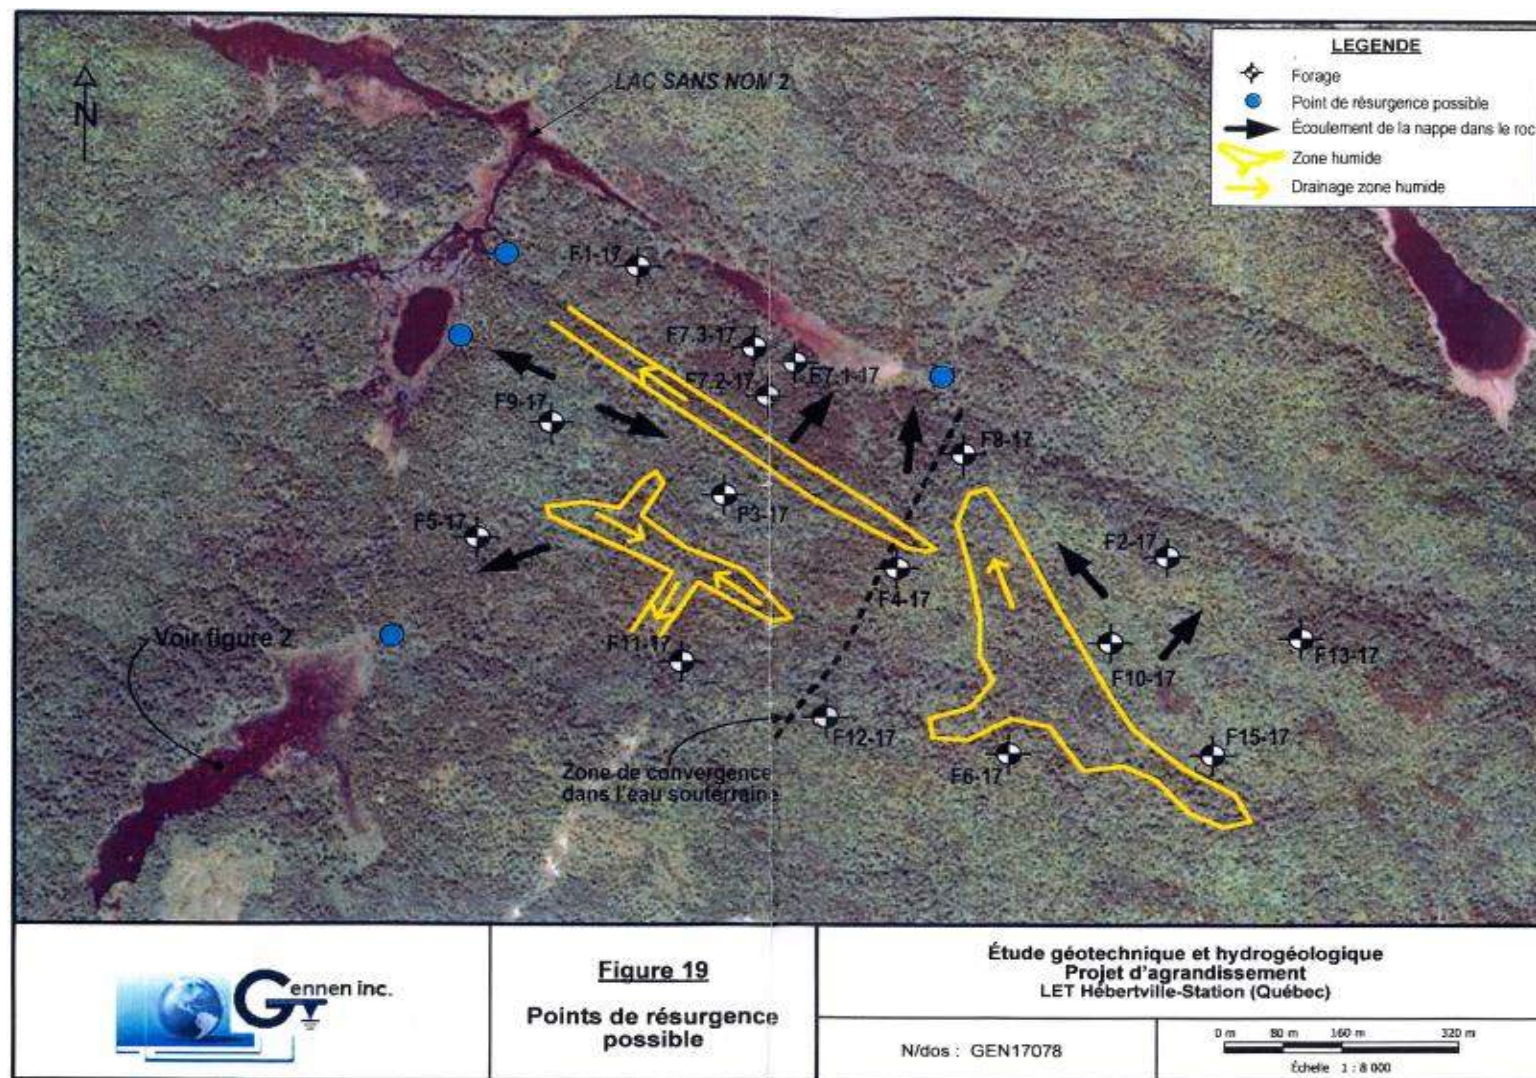 LEGENDE
Forage
Point de résurgence possible
Écoulement de la nappe dans le roc
Zone humide
Drainage zone humide
N
LAC SANS NOM 2
F1-17
F7.3-17
F7.1-17
F7.2-17
F9-17
F8-17
F3-17
F5-17
F2-17
F4-17
Voir figure 2
F11-17
F13-17
F10-17
F12-17
F15-17
F6-17
Zone de convergence
dans l'eau souterraine
Gennen inc.
Figure 19
Points de résurgence
possible
Étude géotechnique et hydrogéologique
Projet d'agrandissement
LET Hébertville-Station (Québec)
N/dos : GEN17078
0 m 80 m 160 m 320 m
Échelle 1 : 8 000